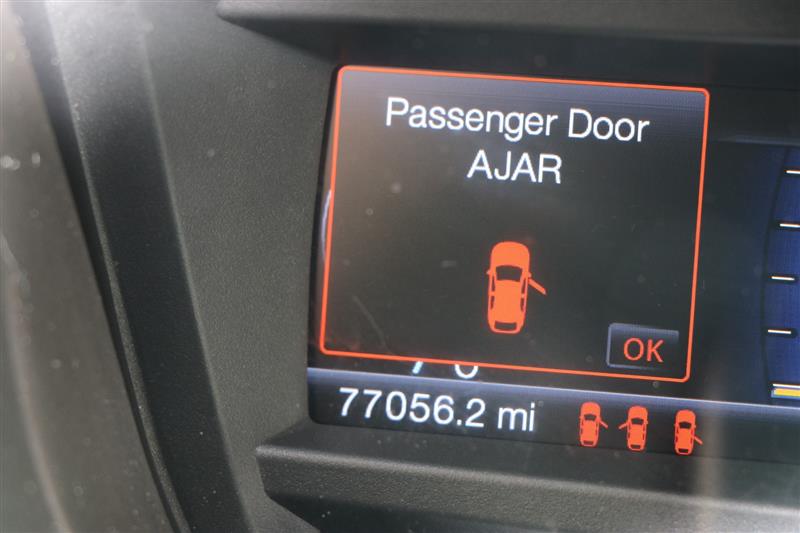 Passenger Door
AJAR
OK
77056.2 mi